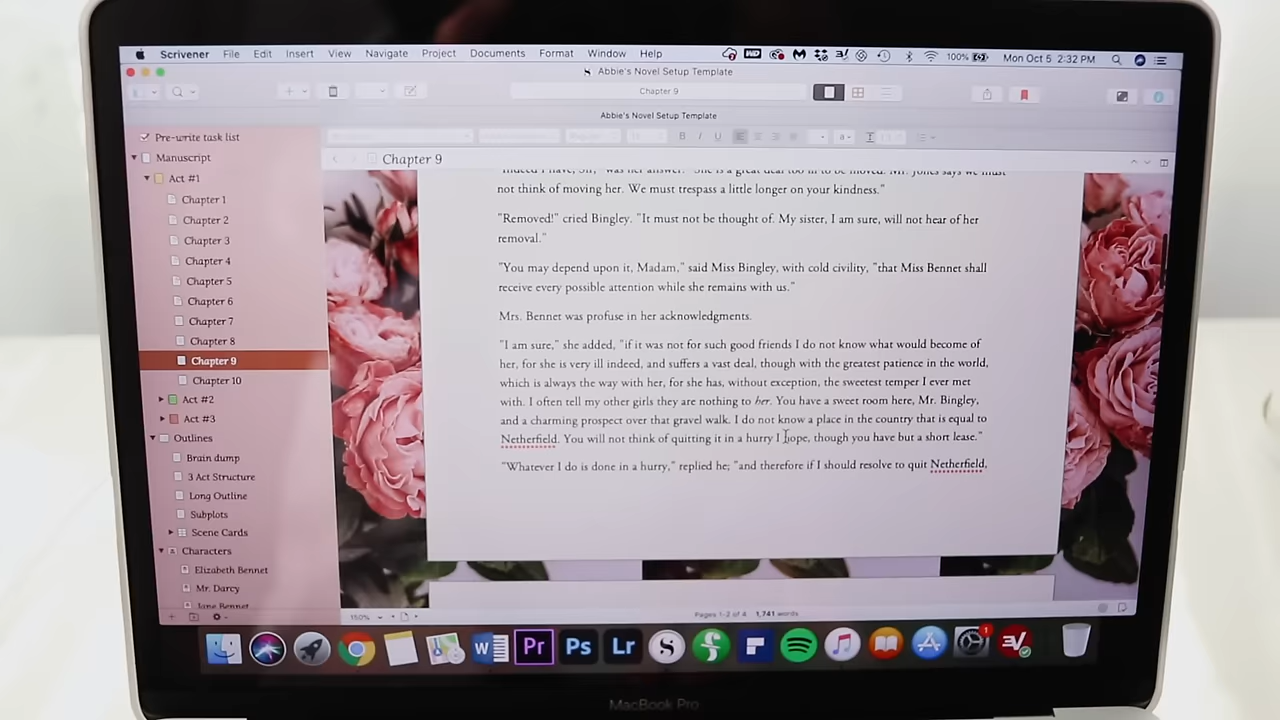 Scrivener File Edit Insert View Navigate Project Documents Format Window Help 100% Mon Oct 5 2:32 PM
Abbie's Novel Setup Template
Chapter 9
Abbie's Novel Setup Template
Chapter 9
Pre-write task list
Manuscript
Act #1
Chapter 1
Chapter 2
Chapter 3
Chapter 4
Chapter 5
Chapter 6
Chapter 7
Chapter 8
Chapter 9
Chapter 10
Act #2
Act #3
Outlines
Brain dump
3 Act Structure
Long Outline
Subplots
Scene Cards
Characters
Elizabeth Bennet
Mr. Darcy
Jane Bennet
not think of moving her. We must trespass a little longer on your kindness."
"Removed!" cried Bingley. "It must not be thought of. My sister, I am sure, will not hear of her
removal."
"You may depend upon it, Madam," said Miss Bingley, with cold civility, "that Miss Bennet shall
receive every possible attention while she remains with us."
Mrs. Bennet was profuse in her acknowledgments.
"I am sure," she added, "if it was not for such good friends I do not know what would become of
her, for she is very ill indeed, and suffers a vast deal, though with the greatest patience in the world,
which is always the way with her, for she has, without exception, the sweetest temper I ever met
with. I often tell my other girls they are nothing to her. You have a sweet room here, Mr. Bingley,
and a charming prospect over that gravel walk. I do not know a place in the country that is equal to
Netherfield. You will not think of quitting it in a hurry I hope, though you have but a short lease."
"Whatever I do is done in a hurry," replied he; "and therefore if I should resolve to quit Netherfield,
150%
Pages 1-2 of 4 1,741 words
Pr Ps Lr
MacBook Pro